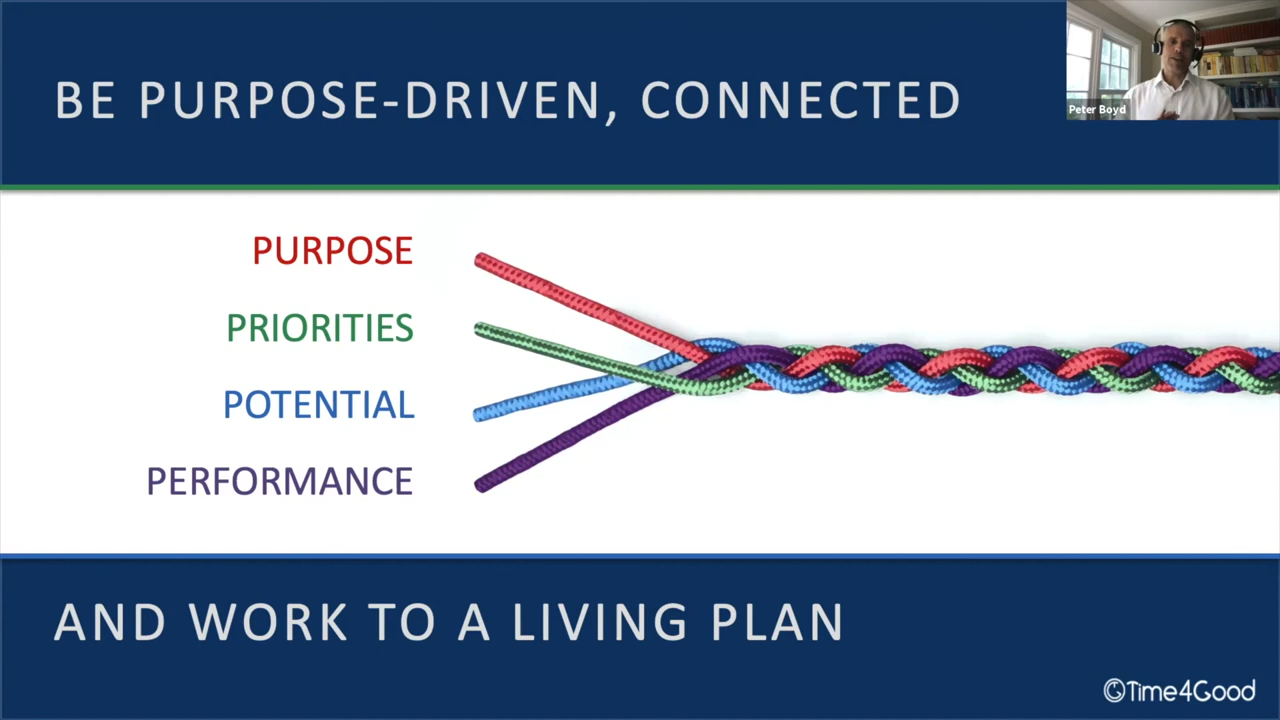 BE PURPOSE-DRIVEN, CONNECTED
Peter Boyd
PURPOSE
PRIORITIES
POTENTIAL
PERFORMANCE
AND WORK TO A LIVING PLAN
Time4Good